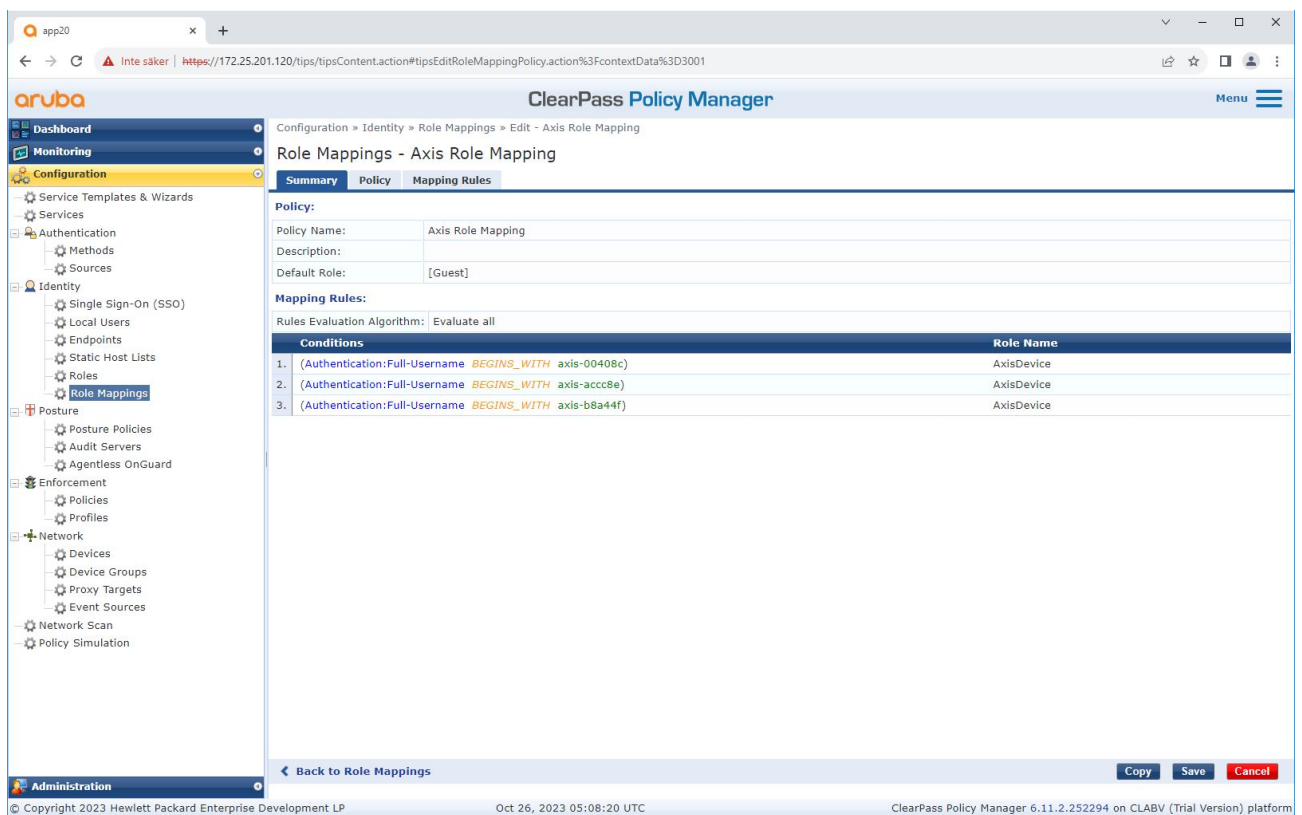 app20
Inte säker | https://172.25.201.120/tips/tipsContent.action#tipsEditRoleMappingPolicy.action%3FcontextData%3D3001
aruba
ClearPass Policy Manager
Menu
Dashboard
Monitoring
Configuration
Service Templates & Wizards
Services
Authentication
Methods
Sources
Identity
Single Sign-On (SSO)
Local Users
Endpoints
Static Host Lists
Roles
Role Mappings
Posture
Posture Policies
Audit Servers
Agentless OnGuard
Enforcement
Policies
Profiles
Network
Devices
Device Groups
Proxy Targets
Event Sources
Network Scan
Policy Simulation
Administration
Configuration » Identity » Role Mappings » Edit - Axis Role Mapping
Role Mappings - Axis Role Mapping
Summary Policy Mapping Rules
Policy:
Policy Name: Axis Role Mapping
Description:
Default Role: [Guest]
Mapping Rules:
Rules Evaluation Algorithm: Evaluate all
Conditions Role Name
1. (Authentication:Full-Username BEGINS_WITH axis-00408c) AxisDevice
2. (Authentication:Full-Username BEGINS_WITH axis-accc8e) AxisDevice
3. (Authentication:Full-Username BEGINS_WITH axis-b8a44f) AxisDevice
Back to Role Mappings Copy Save Cancel
© Copyright 2023 Hewlett Packard Enterprise Development LP Oct 26, 2023 05:08:20 UTC ClearPass Policy Manager 6.11.2.252294 on CLABV (Trial Version) platform